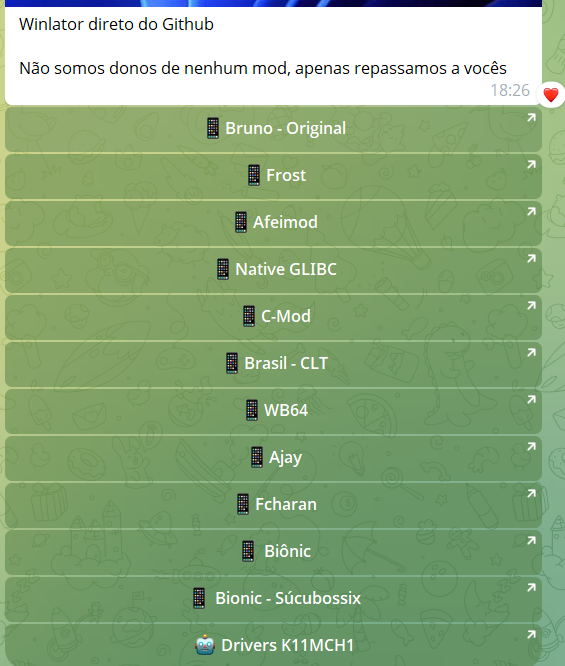 Winlator direto do Github
Não somos donos de nenhum mod, apenas repassamos a vocês
18:26
Bruno - Original
Frost
Afeimod
Native GLIBC
C-Mod
Brasil - CLT
WB64
Ajay
Fcharan
Biônic
Bionic - Súcubossix
Drivers K11MCH1